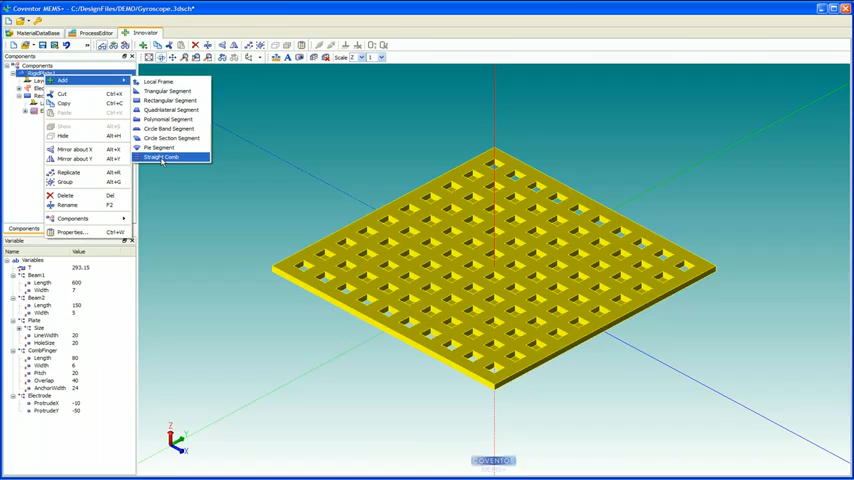 Coventor MEMS+ - C:/DesignFiles/DEMO/Gyroscope.3dsch*
MaterialDataBase
ProcessEditor
Innovator
Components
Scale Z
1
Components
RigidPlate1
Add
Cut Ctrl+X
Copy Ctrl+C
Paste Ctrl+V
Show Alt+S
Hide Alt+H
Mirror about X Alt+X
Mirror about Y Alt+Y
Replicate Alt+R
Group Alt+G
Delete Del
Rename F2
Components
Properties... Ctrl+W
Local Frame
Triangular Segment
Rectangular Segment
Quadrilateral Segment
Polynomial Segment
Circle Band Segment
Circle Section Segment
Pie Segment
Straight Comb
Components
Variable
Name Value
Variables
T 293.15
Beam1
Length 600
Width 7
Beam2
Length 150
Width 5
Plate
Size
LineWidth 20
HoleSize 20
CombFinger
Length 80
Width 6
Pitch 20
Overlap 40
AnchorWidth 24
Electrode
ProtrudeX -10
ProtrudeY -50
Z
Y
X
COVENTOR
MEMS+